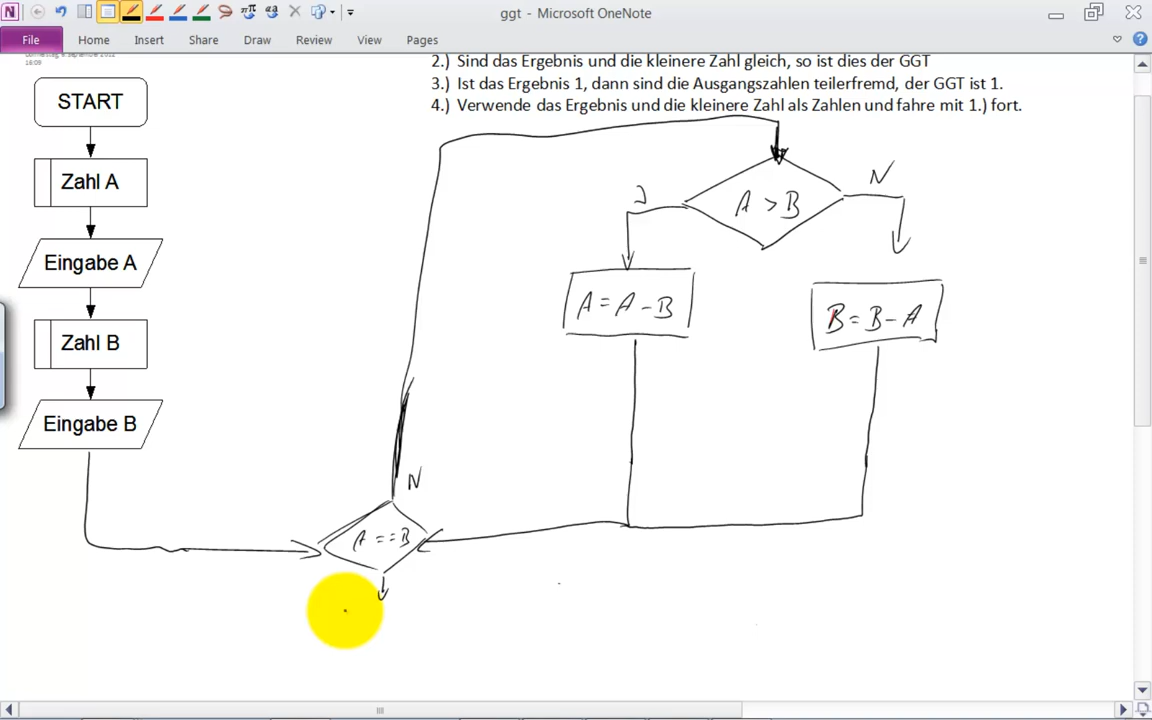 ggt - Microsoft OneNote
File Home Insert Share Draw Review View Pages
16:09
2.) Sind das Ergebnis und die kleinere Zahl gleich, so ist dies der GGT
3.) Ist das Ergebnis 1, dann sind die Ausgangszahlen teilerfremd, der GGT ist 1.
4.) Verwende das Ergebnis und die kleinere Zahl als Zahlen und fahre mit 1.) fort.
START
Zahl A
Eingabe A
Zahl B
Eingabe B
A > B
J
N
A = A - B
B = B - A
N
A == B